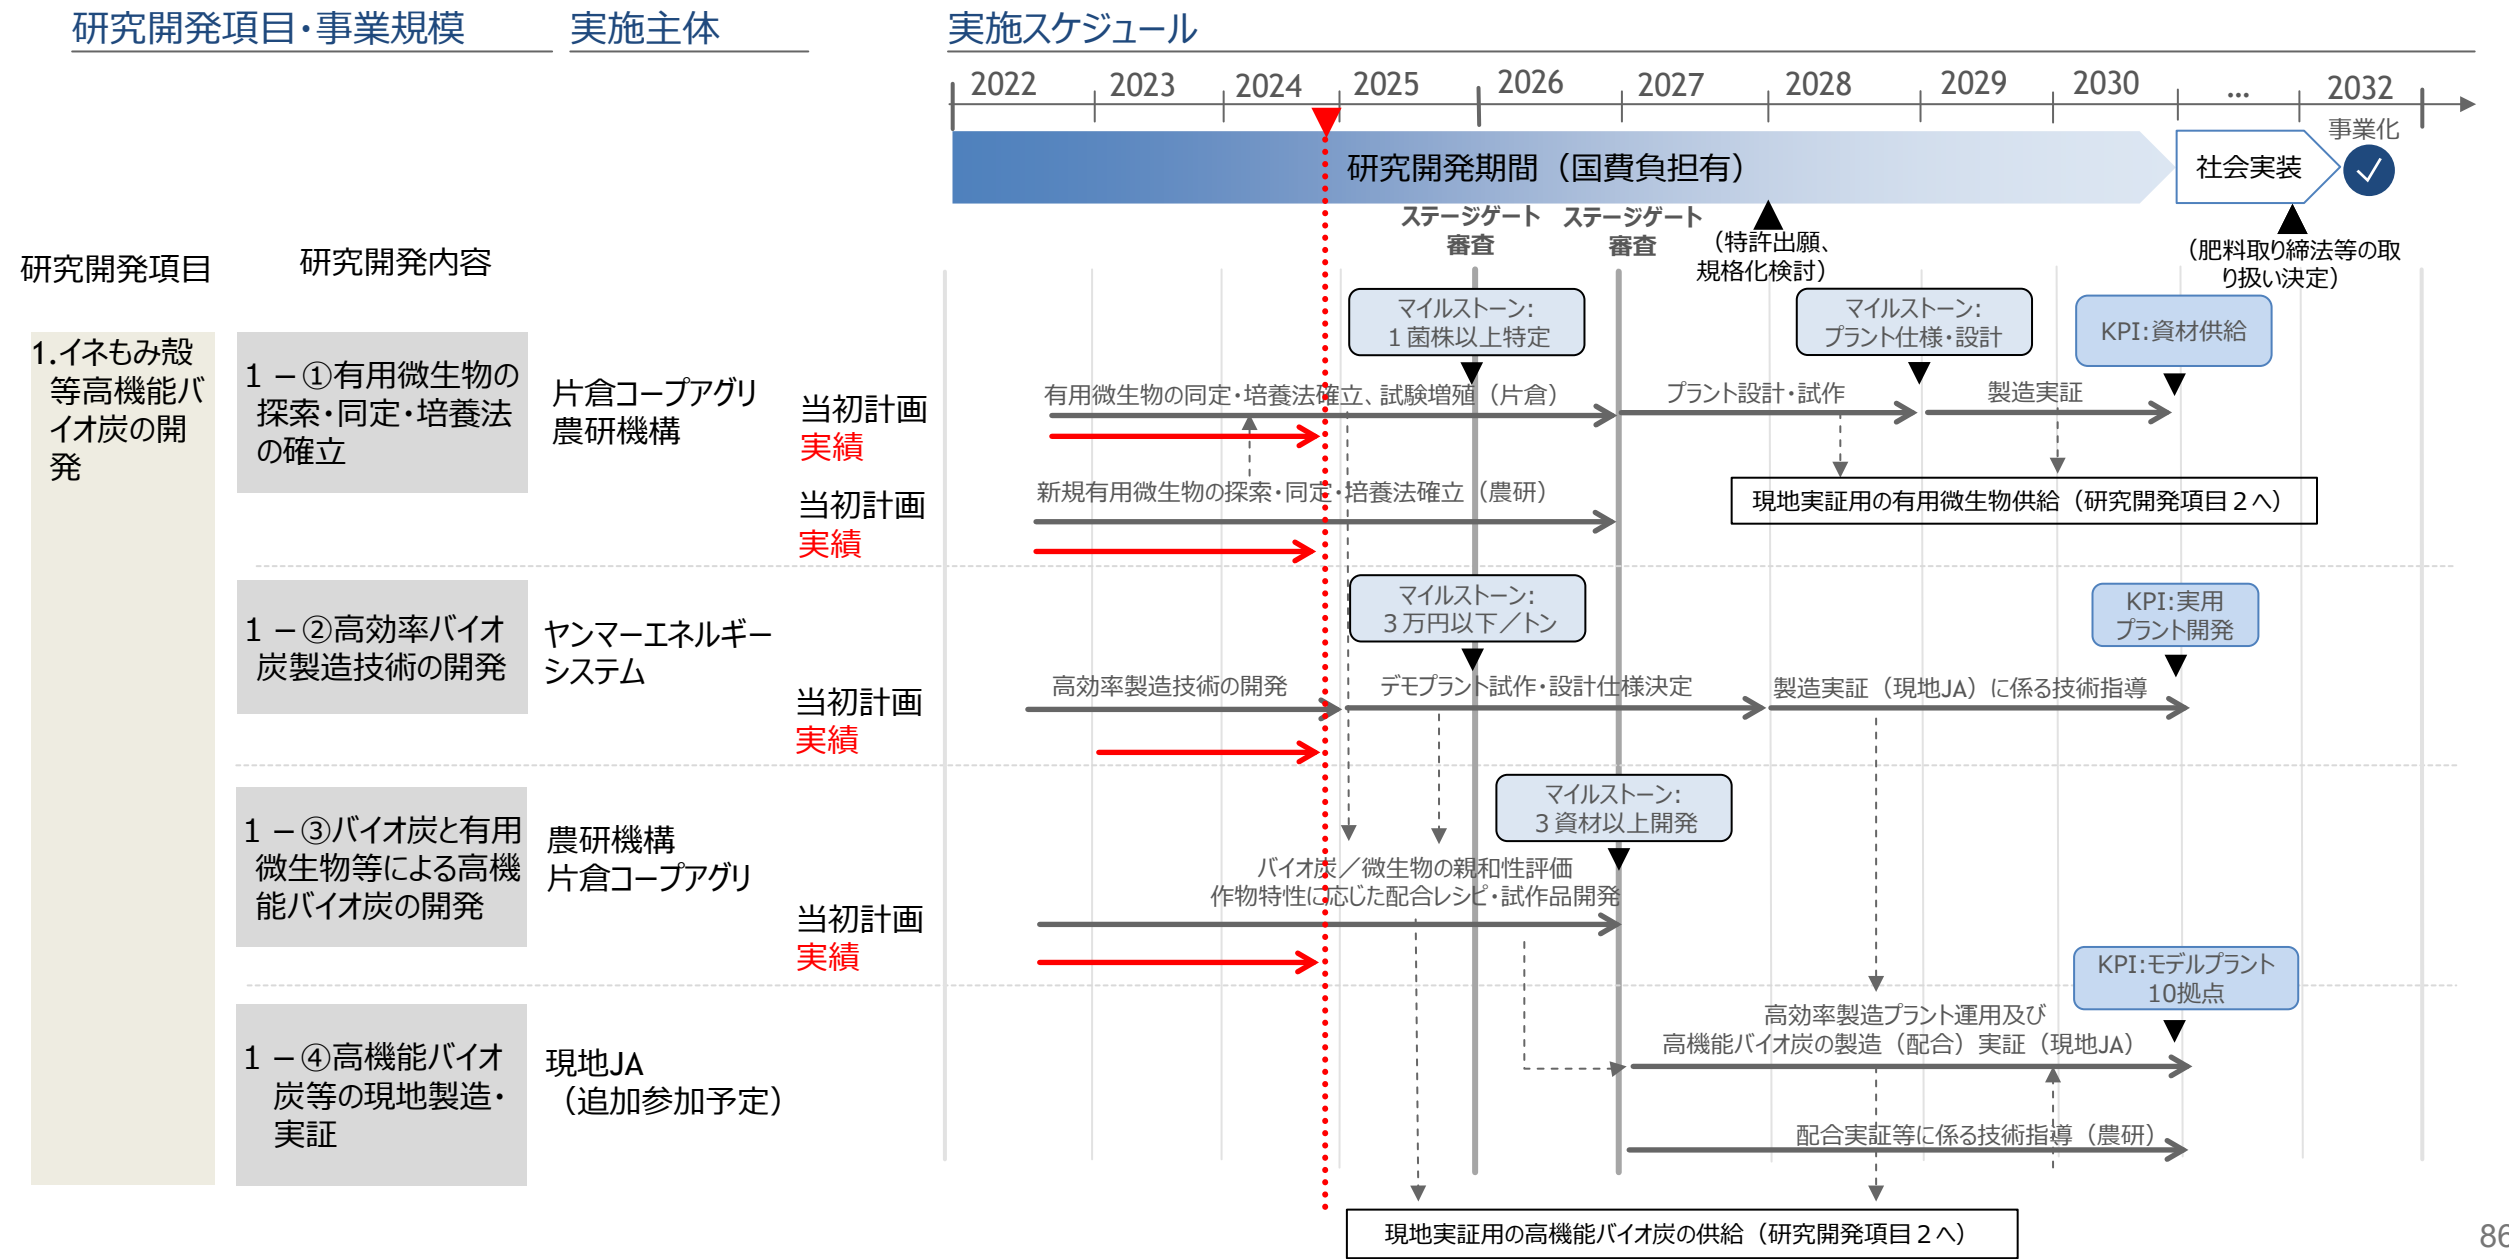 研究開発項目・事業規模
実施主体
実施スケジュール
2022
2023
2024
2025
2026
2027
2028
2029
2030
…
2032
事業化
研究開発期間（国費負担有）
社会実装
ステージゲート
審査
ステージゲート
審査
（特許出願、
規格化検討）
（肥料取り締法等の取
り扱い決定）
研究開発項目
研究開発内容
1.イネもみ殻
等高機能バ
イオ炭の開
発
１－①有用微生物の
探索・同定・培養法
の確立
片倉コープアグリ
農研機構
当初計画
実績
マイルストーン:
１菌株以上特定
マイルストーン:
プラント仕様・設計
KPI:資材供給
有用微生物の同定・培養法確立、試験増殖（片倉）
プラント設計・試作
製造実証
当初計画
実績
新規有用微生物の探索・同定・培養法確立（農研）
現地実証用の有用微生物供給（研究開発項目２へ）
１－②高効率バイオ
炭製造技術の開発
ヤンマーエネルギー
システム
当初計画
実績
マイルストーン:
３万円以下／トン
KPI:実用
プラント開発
高効率製造技術の開発
デモプラント試作・設計仕様決定
製造実証（現地JA）に係る技術指導
１－③バイオ炭と有用
微生物等による高機
能バイオ炭の開発
農研機構
片倉コープアグリ
当初計画
実績
マイルストーン:
３資材以上開発
バイオ炭／微生物の親和性評価
作物特性に応じた配合レシピ・試作品開発
１－④高機能バイオ
炭等の現地製造・
実証
現地JA
（追加参加予定）
KPI:モデルプラント
10拠点
高効率製造プラント運用及び
高機能バイオ炭の製造（配合）実証（現地JA）
配合実証等に係る技術指導（農研）
現地実証用の高機能バイオ炭の供給（研究開発項目２へ）
86